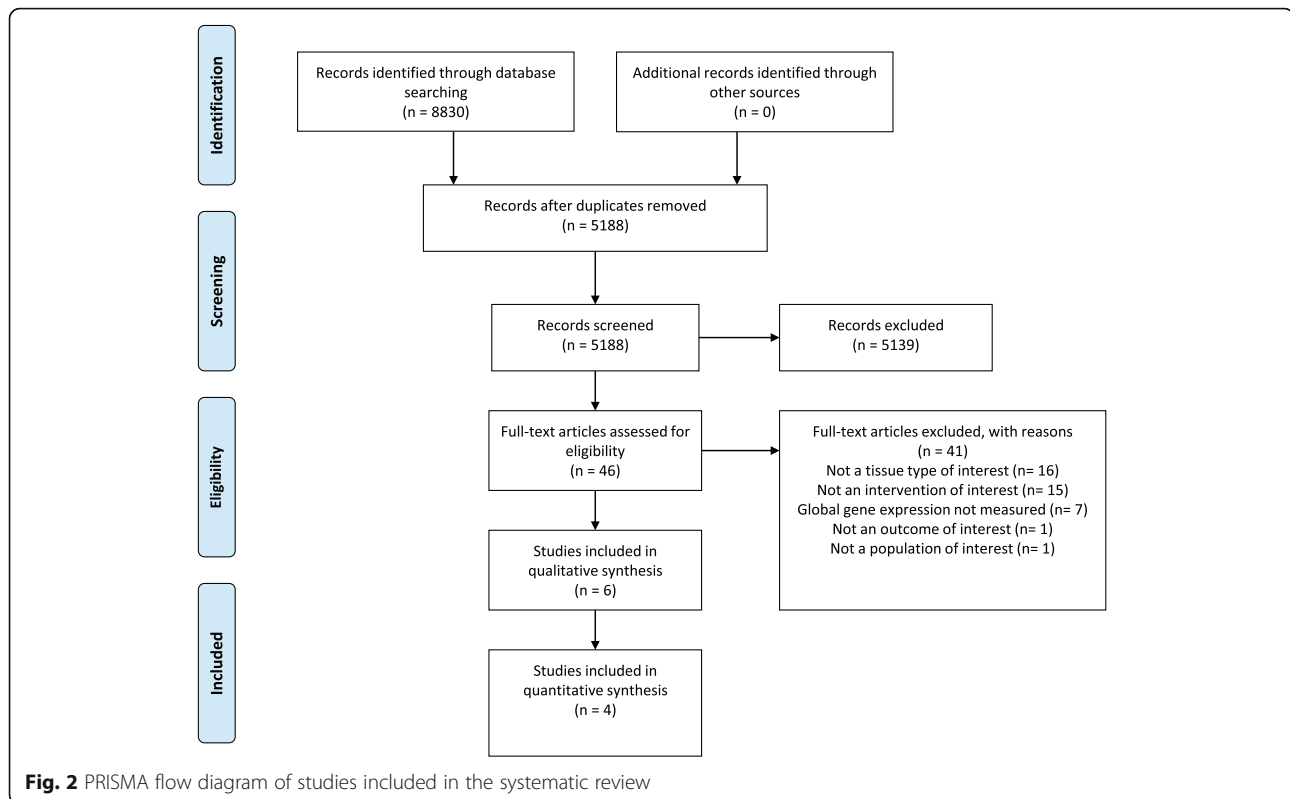 Identification
Records identified through database
searching
(n = 8830)
Additional records identified through
other sources
(n = 0)
Records after duplicates removed
(n = 5188)
Screening
Records screened
(n = 5188)
Records excluded
(n = 5139)
Eligibility
Full-text articles assessed for
eligibility
(n = 46)
Full-text articles excluded, with reasons
(n = 41)
Not a tissue type of interest (n= 16)
Not an intervention of interest (n= 15)
Global gene expression not measured (n= 7)
Not an outcome of interest (n= 1)
Not a population of interest (n= 1)
Studies included in
qualitative synthesis
(n = 6)
Included
Studies included in
quantitative synthesis
(n = 4)
Fig. 2 PRISMA flow diagram of studies included in the systematic review